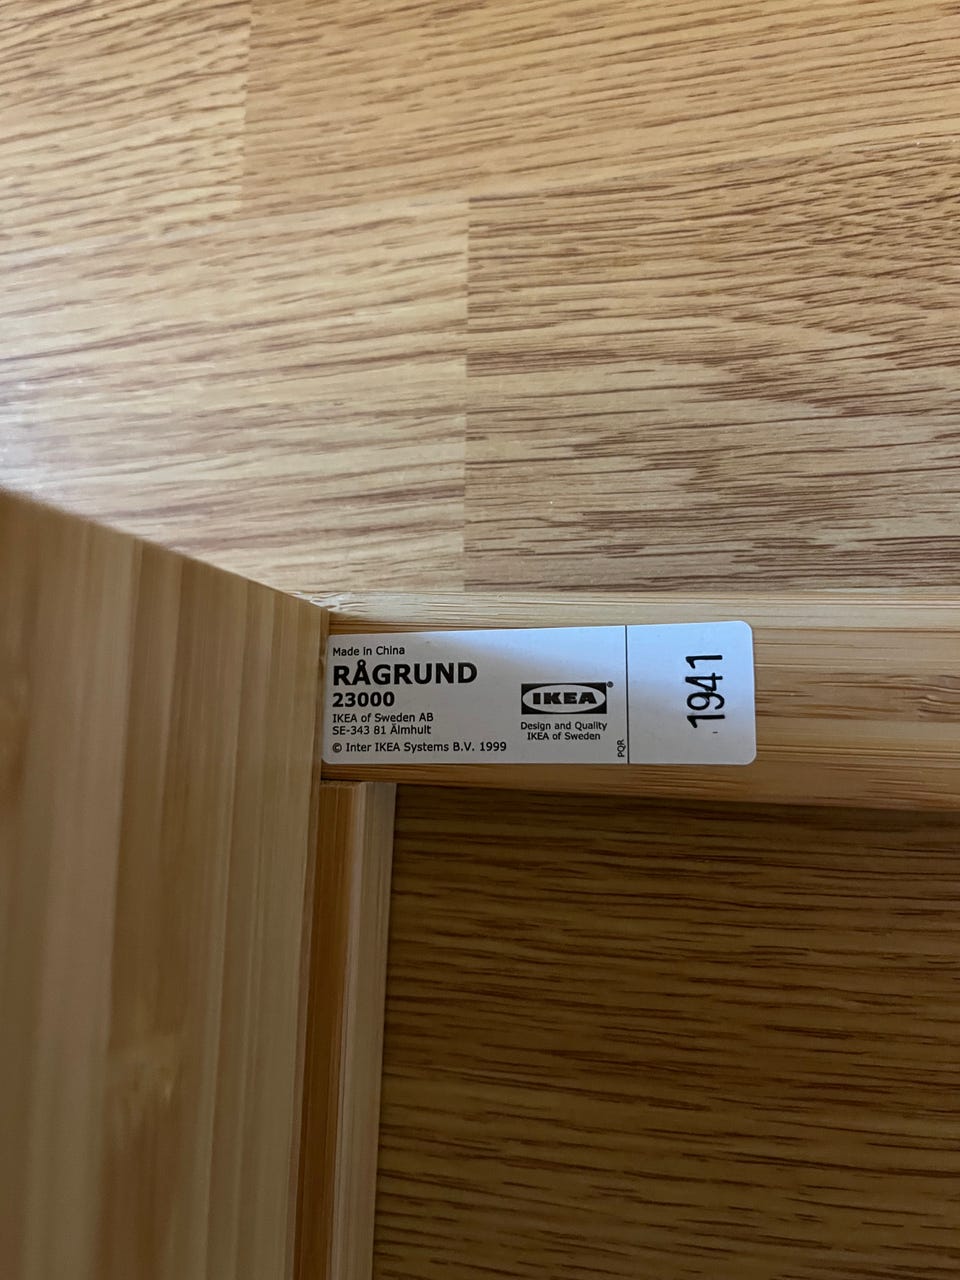 Made in China
RÅGRUND
23000
IKEA of Sweden AB
SE-343 81 Älmhult
© Inter IKEA Systems B.V. 1999
IKEA®
Design and Quality
IKEA of Sweden
PQR
1941